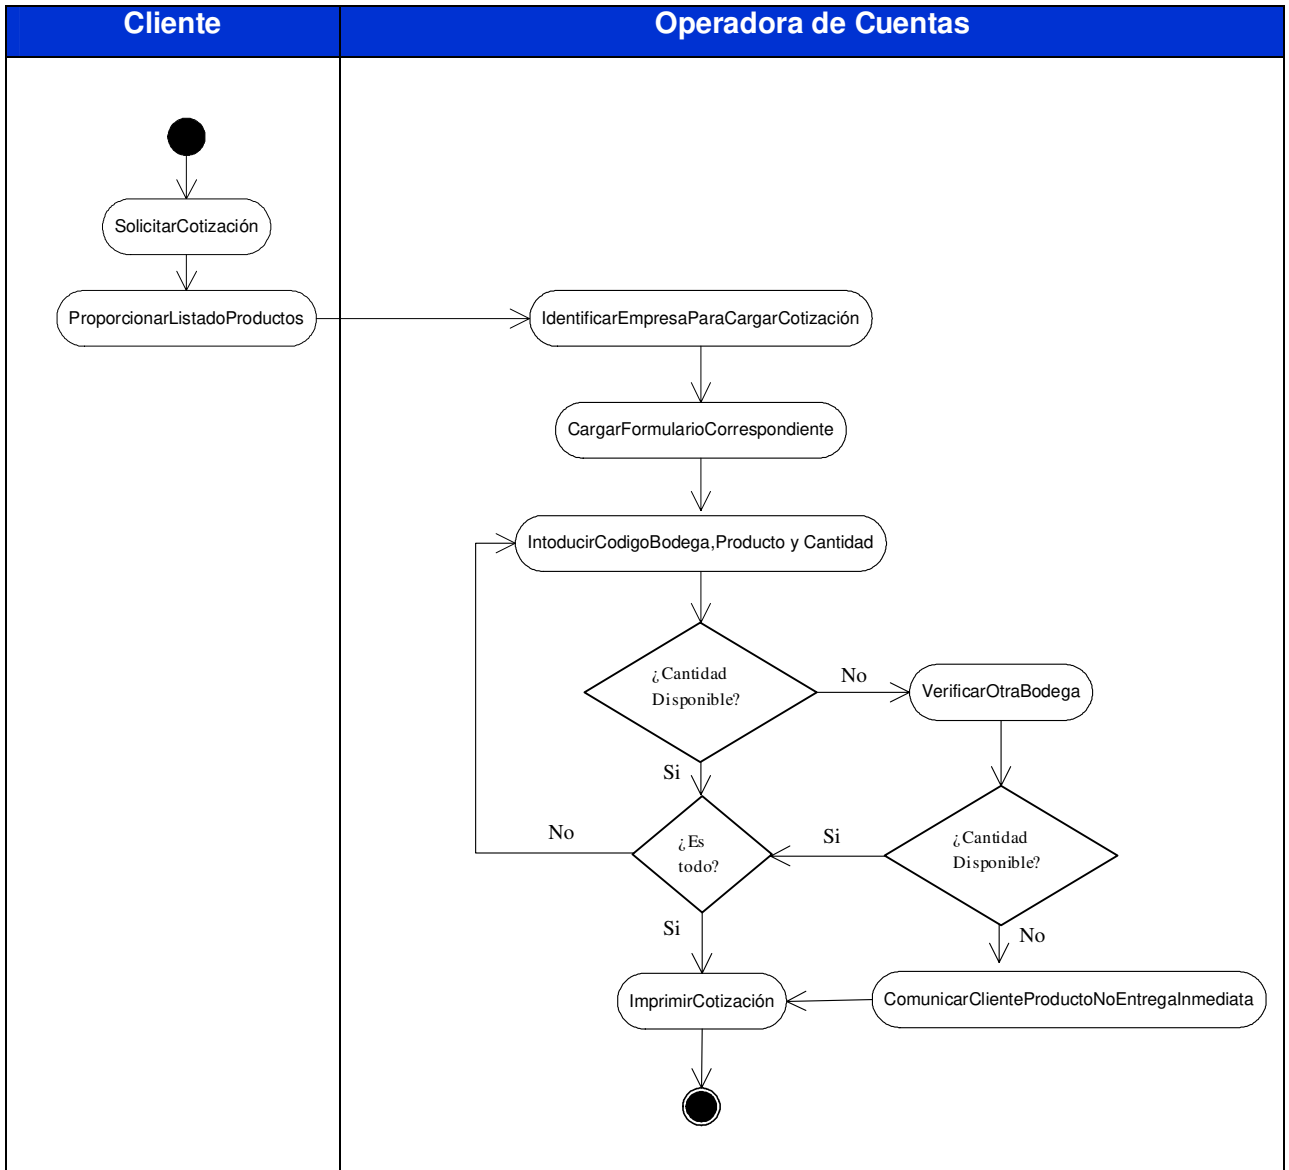 Cliente
Operadora de Cuentas
SolicitarCotización
ProporcionarListadoProductos
IdentificarEmpresaParaCargarCotización
CargarFormularioCorrespondiente
IntoducirCodigoBodega,Producto y Cantidad
¿Cantidad
Disponible?
No
VerificarOtraBodega
Si
No
¿Es
todo?
Si
¿Cantidad
Disponible?
Si
No
ImprimirCotización
ComunicarClienteProductoNoEntregaInmediata